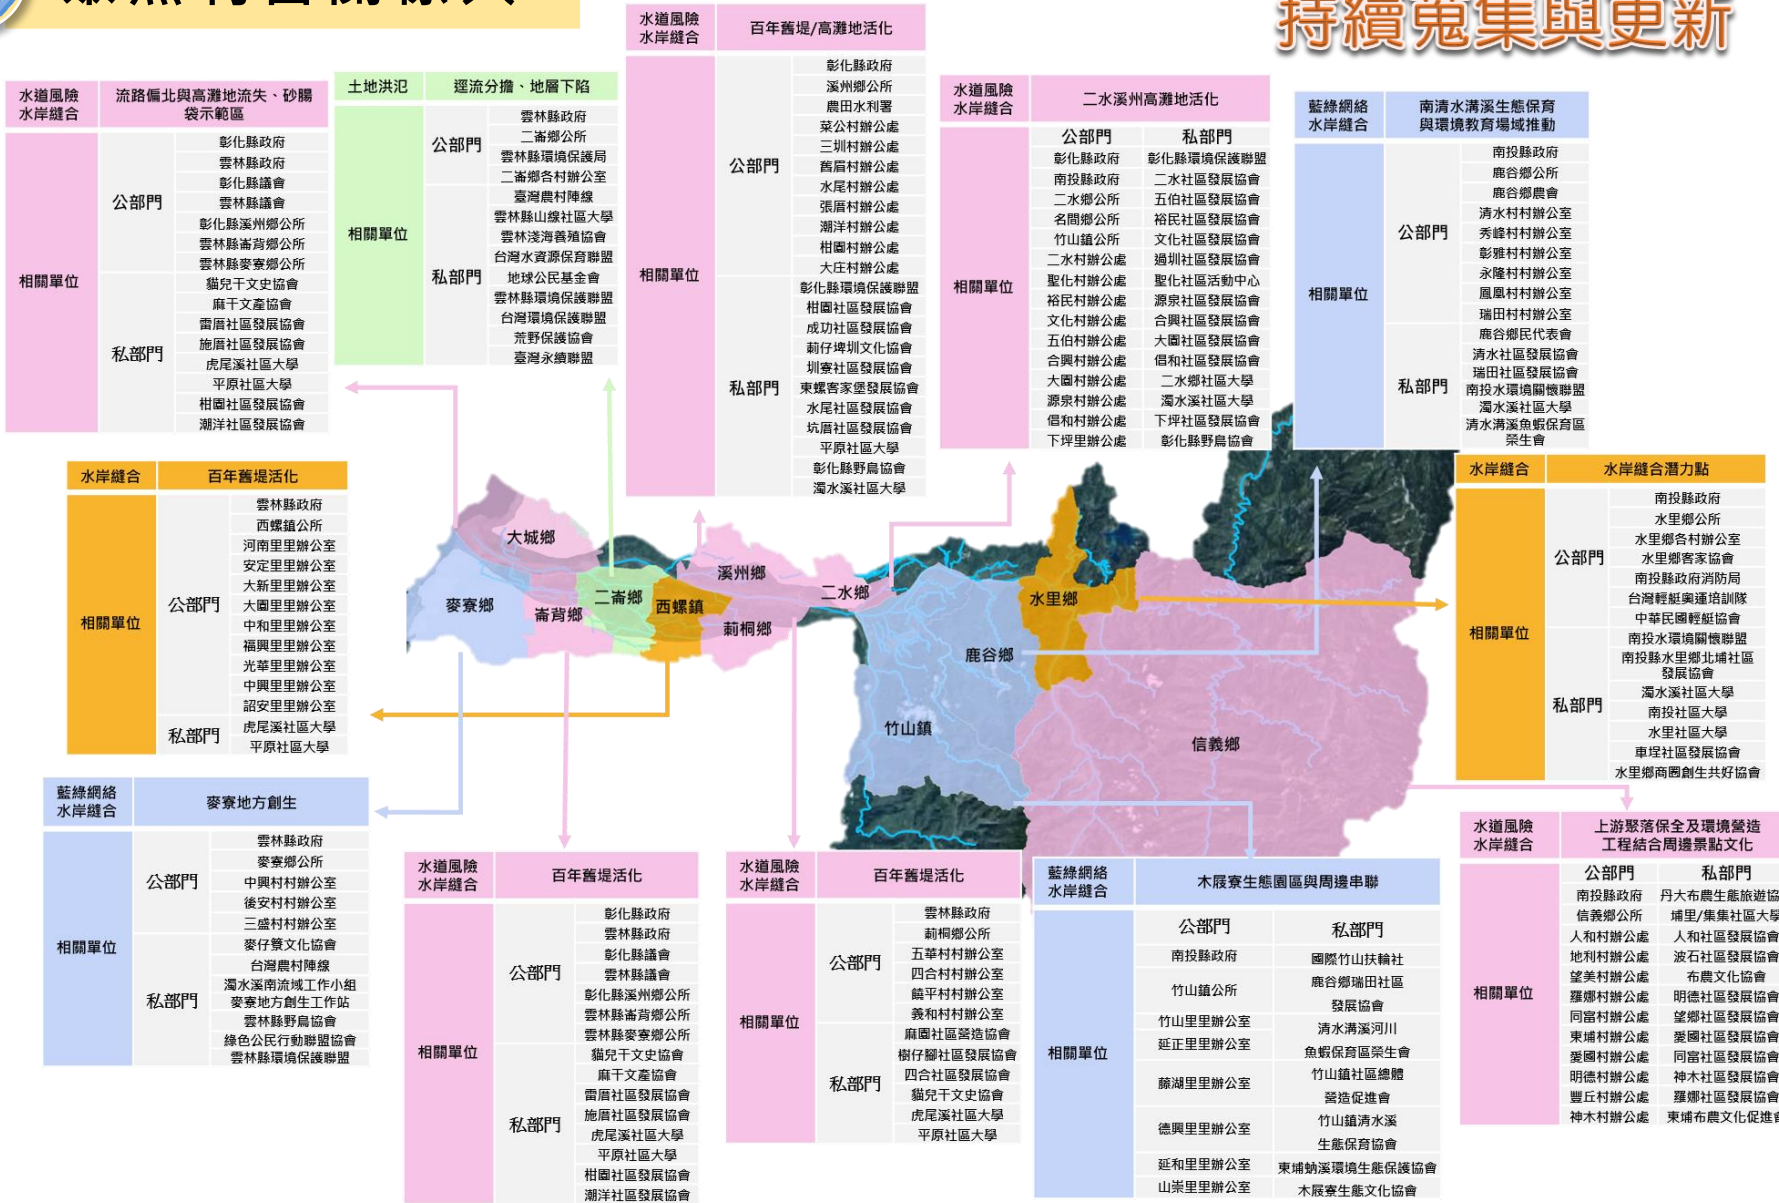 持續蒐集與更新
水道風險
水岸縫合
流路偏北與高灘地流失、砂腸
袋示範區
相關單位
公部門
彰化縣政府
雲林縣政府
彰化縣議會
雲林縣議會
彰化縣溪州鄉公所
雲林縣崙背鄉公所
雲林縣麥寮鄉公所
私部門
貓兒干文史協會
麻干文產協會
雷厝社區發展協會
施厝社區發展協會
虎尾溪社區大學
平原社區大學
柑園社區發展協會
潮洋社區發展協會
土地洪氾
逕流分擔、地層下陷
相關單位
公部門
雲林縣政府
二崙鄉公所
雲林縣環境保護局
二崙鄉各村辦公室
私部門
臺灣農村陣線
雲林縣山線社區大學
雲林淺海養殖協會
台灣水資源保育聯盟
地球公民基金會
雲林縣環境保護聯盟
台灣環境保護聯盟
荒野保護協會
臺灣永續聯盟
水道風險
水岸縫合
百年舊堤/高灘地活化
相關單位
公部門
彰化縣政府
溪州鄉公所
農田水利署
菜公村辦公處
三圳村辦公處
舊眉村辦公處
水尾村辦公處
張厝村辦公處
潮洋村辦公處
柑園村辦公處
大庄村辦公處
私部門
彰化縣環境保護聯盟
柑園社區發展協會
成功社區發展協會
莿仔埤圳文化協會
圳寮社區發展協會
東螺客家堡發展協會
水尾社區發展協會
坑厝社區發展協會
平原社區大學
彰化縣野鳥協會
濁水溪社區大學
水道風險
水岸縫合
二水溪州高灘地活化
相關單位
公部門 私部門
彰化縣政府 彰化縣環境保護聯盟
南投縣政府 二水社區發展協會
二水鄉公所 五伯社區發展協會
名間鄉公所 裕民社區發展協會
竹山鎮公所 文化社區發展協會
二水村辦公處 過圳社區發展協會
聖化村辦公處 聖化社區活動中心
裕民村辦公處 源泉社區發展協會
文化村辦公處 合興社區發展協會
五伯村辦公處 大園社區發展協會
合興村辦公處 倡和社區發展協會
大園村辦公處 二水鄉社區大學
源泉村辦公處 濁水溪社區大學
倡和村辦公處 下坪社區發展協會
下坪里辦公處 彰化縣野鳥協會
藍綠網絡
水岸縫合
南清水溝溪生態保育
與環境教育場域推動
相關單位
公部門
南投縣政府
鹿谷鄉公所
鹿谷鄉農會
清水村村辦公室
秀峰村村辦公室
彰雅村村辦公室
永隆村村辦公室
鳳凰村村辦公室
瑞田村村辦公室
私部門
鹿谷鄉民代表會
清水社區發展協會
瑞田社區發展協會
南投水環境關懷聯盟
濁水溪社區大學
清水溝溪魚蝦保育區
榮生會
水岸縫合
百年舊堤活化
相關單位
公部門
雲林縣政府
西螺鎮公所
河南里里辦公室
安定里里辦公室
大新里里辦公室
大園里里辦公室
中和里里辦公室
福興里里辦公室
光華里里辦公室
中興里里辦公室
詔安里里辦公室
私部門
虎尾溪社區大學
平原社區大學
大城鄉
麥寮鄉
崙背鄉
二崙鄉
西螺鎮
溪州鄉
莿桐鄉
二水鄉
竹山鎮
鹿谷鄉
水里鄉
信義鄉
水岸縫合
水岸縫合潛力點
相關單位
公部門
南投縣政府
水里鄉公所
水里鄉各村辦公室
水里鄉客家協會
南投縣政府消防局
台灣輕艇奧運培訓隊
中華民國輕艇協會
私部門
南投水環境關懷聯盟
南投縣水里鄉北埔社區
發展協會
濁水溪社區大學
南投社區大學
水里社區大學
車埕社區發展協會
水里鄉商圈創生共好協會
藍綠網絡
水岸縫合
麥寮地方創生
相關單位
公部門
雲林縣政府
麥寮鄉公所
中興村村辦公室
後安村村辦公室
三盛村村辦公室
私部門
麥仔簝文化協會
台灣農村陣線
濁水溪南流域工作小組
麥寮地方創生工作站
雲林縣野鳥協會
綠色公民行動聯盟協會
雲林縣環境保護聯盟
水道風險
水岸縫合
百年舊堤活化
相關單位
公部門
彰化縣政府
雲林縣政府
彰化縣議會
雲林縣議會
彰化縣溪州鄉公所
雲林縣崙背鄉公所
雲林縣麥寮鄉公所
私部門
貓兒干文史協會
麻干文產協會
雷厝社區發展協會
施厝社區發展協會
虎尾溪社區大學
平原社區大學
柑園社區發展協會
潮洋社區發展協會
水道風險
水岸縫合
百年舊堤活化
相關單位
公部門
雲林縣政府
莿桐鄉公所
五華村村辦公室
四合村村辦公室
饒平村村辦公室
義和村村辦公室
私部門
麻園社區營造協會
樹仔腳社區發展協會
四合社區發展協會
貓兒干文史協會
虎尾溪社區大學
平原社區大學
藍綠網絡
水岸縫合
木屐寮生態園區與周邊串聯
相關單位
公部門 私部門
南投縣政府 國際竹山扶輪社
竹山鎮公所 鹿谷鄉瑞田社區
發展協會
竹山里里辦公室
延正里里辦公室
清水溝溪河川
魚蝦保育區榮生會
藤湖里里辦公室 竹山鎮社區總體
營造促進會
德興里里辦公室 竹山鎮清水溪
生態保育協會
延和里里辦公室 東埔蚋溪環境生態保護協會
山崇里里辦公室 木屐寮生態文化協會
水道風險
水岸縫合
上游聚落保全及環境營造
工程結合周邊景點文化
相關單位
公部門 私部門
南投縣政府 丹大布農生態旅遊協
信義鄉公所 埔里/集集社區大學
人和村辦公處 人和社區發展協會
地利村辦公處 波石社區發展協會
望美村辦公處 布農文化協會
羅娜村辦公處 明德社區發展協會
同富村辦公處 望鄉社區發展協會
東埔村辦公處 愛國社區發展協會
愛國村辦公處 同富社區發展協會
明德村辦公處 神木社區發展協會
豐丘村辦公處 羅娜社區發展協會
神木村辦公處 東埔布農文化促進會